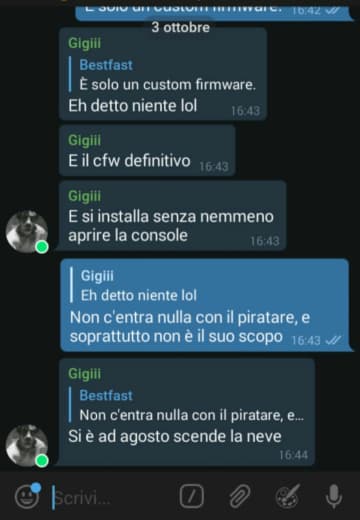 È solo un custom firmware. 16:42
3 ottobre
Gigiii
Bestfast
È solo un custom firmware.
Eh detto niente lol 16:43
Gigiii
E il cfw definitivo 16:43
Gigiii
E si installa senza nemmeno
aprire la console
16:43
Gigiii
Eh detto niente lol
Non c'entra nulla con il piratare, e
soprattutto non è il suo scopo 16:43
Gigiii
Bestfast
Non c'entra nulla con il piratare, e...
Si è ad agosto scende la neve
16:44
Scrivi...